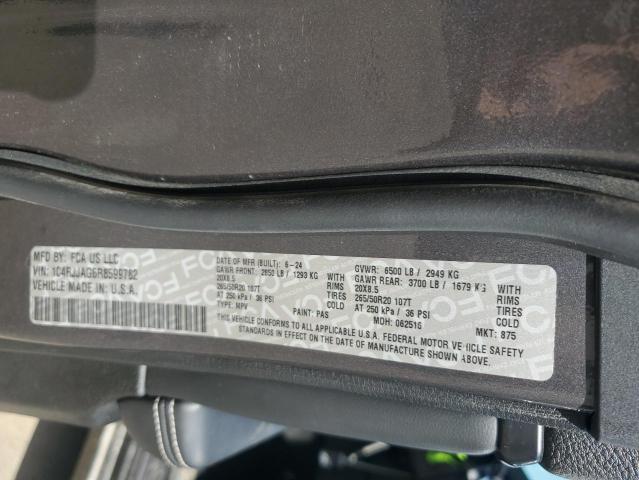 MFD BY: FCA US LLC
VIN: 1C4RJJAG6R8599782
VEHICLE MADE IN: U.S.A.
DATE OF MFR (BUILT): 6-24
GAWR FRONT: 2850 LB / 1293 KG WITH
20X8.5 RIMS
265/50R20 107T TIRES
AT 250 kPa / 36 PSI COLD
TYPE: MPV PAINT: PAS
GVWR: 6500 LB / 2949 KG
GAWR REAR: 3700 LB / 1679 KG WITH
20X8.5 RIMS
265/50R20 107T TIRES
AT 250 kPa / 36 PSI COLD
MDH: 062516 MKT: 875
THIS VEHICLE CONFORMS TO ALL APPLICABLE U.S.A. FEDERAL MOTOR VEHICLE SAFETY
STANDARDS IN EFFECT ON THE DATE OF MANUFACTURE SHOWN ABOVE.